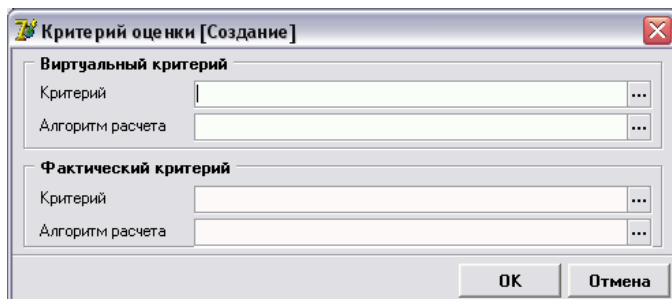 Критерий оценки [Создание]
Виртуальный критерий
Критерий
...
Алгоритм расчета
...
Фактический критерий
Критерий
...
Алгоритм расчета
...
OK Отмена